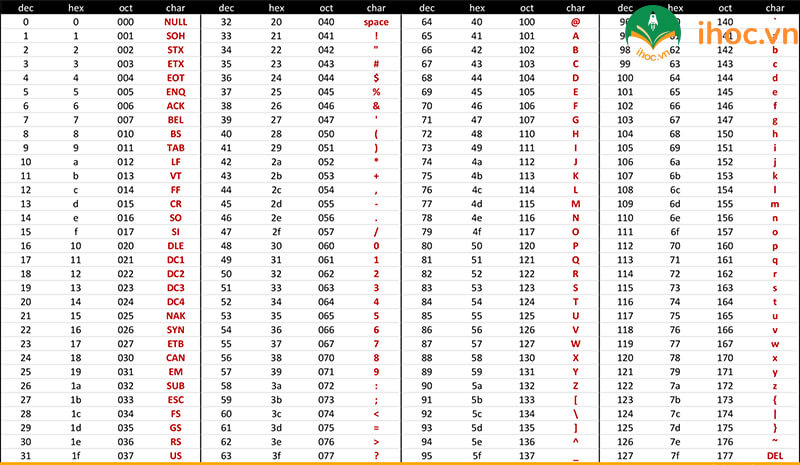 dec hex oct char dec hex oct char dec hex oct char dec hex oct char
0 0 000 NULL 32 20 040 space 64 40 100 @ 96 140 `
1 1 001 SOH 33 21 041 ! 65 41 101 A 141
2 2 002 STX 34 22 042 " 66 42 102 B 98 62 142 b
3 3 003 ETX 35 23 043 # 67 43 103 C 99 63 143 c
4 4 004 EOT 36 24 044 $ 68 44 104 D 100 64 144 d
5 5 005 ENQ 37 25 045 % 69 45 105 E 101 65 145 e
6 6 006 ACK 38 26 046 & 70 46 106 F 102 66 146 f
7 7 007 BEL 39 27 047 ' 71 47 107 G 103 67 147 g
8 8 010 BS 40 28 050 ( 72 48 110 H 104 68 150 h
9 9 011 TAB 41 29 051 ) 73 49 111 I 105 69 151 i
10 a 012 LF 42 2a 052 * 74 4a 112 J 106 6a 152 j
11 b 013 VT 43 2b 053 + 75 4b 113 K 107 6b 153 k
12 c 014 FF 44 2c 054 , 76 4c 114 L 108 6c 154 l
13 d 015 CR 45 2d 055 - 77 4d 115 M 109 6d 155 m
14 e 016 SO 46 2e 056 . 78 4e 116 N 110 6e 156 n
15 f 017 SI 47 2f 057 / 79 4f 117 O 111 6f 157 o
16 10 020 DLE 48 30 060 0 80 50 120 P 112 70 160 p
17 11 021 DC1 49 31 061 1 81 51 121 Q 113 71 161 q
18 12 022 DC2 50 32 062 2 82 52 122 R 114 72 162 r
19 13 023 DC3 51 33 063 3 83 53 123 S 115 73 163 s
20 14 024 DC4 52 34 064 4 84 54 124 T 116 74 164 t
21 15 025 NAK 53 35 065 5 85 55 125 U 117 75 165 u
22 16 026 SYN 54 36 066 6 86 56 126 V 118 76 166 v
23 17 027 ETB 55 37 067 7 87 57 127 W 119 77 167 w
24 18 030 CAN 56 38 070 8 88 58 130 X 120 78 170 x
25 19 031 EM 57 39 071 9 89 59 131 Y 121 79 171 y
26 1a 032 SUB 58 3a 072 : 90 5a 132 Z 122 7a 172 z
27 1b 033 ESC 59 3b 073 ; 91 5b 133 [ 123 7b 173 {
28 1c 034 FS 60 3c 074 < 92 5c 134 \ 124 7c 174 |
29 1d 035 GS 61 3d 075 = 93 5d 135 ] 125 7d 175 }
30 1e 036 RS 62 3e 076 > 94 5e 136 ^ 126 7e 176 ~
31 1f 037 US 63 3f 077 ? 95 5f 137 _ 127 7f 177 DEL
ihoc.vn
ihoc.vn